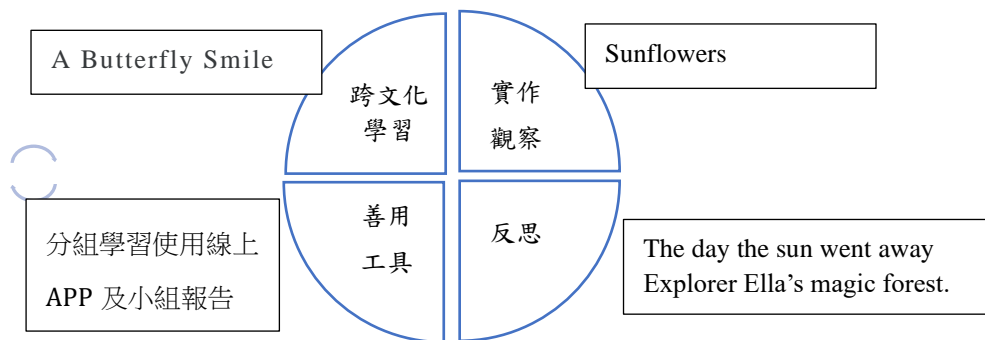 A Butterfly Smile
Sunflowers
跨文化
學習
實作
觀察
善用
工具
反思
分組學習使用線上
APP 及小組報告
The day the sun went away
Explorer Ella’s magic forest.